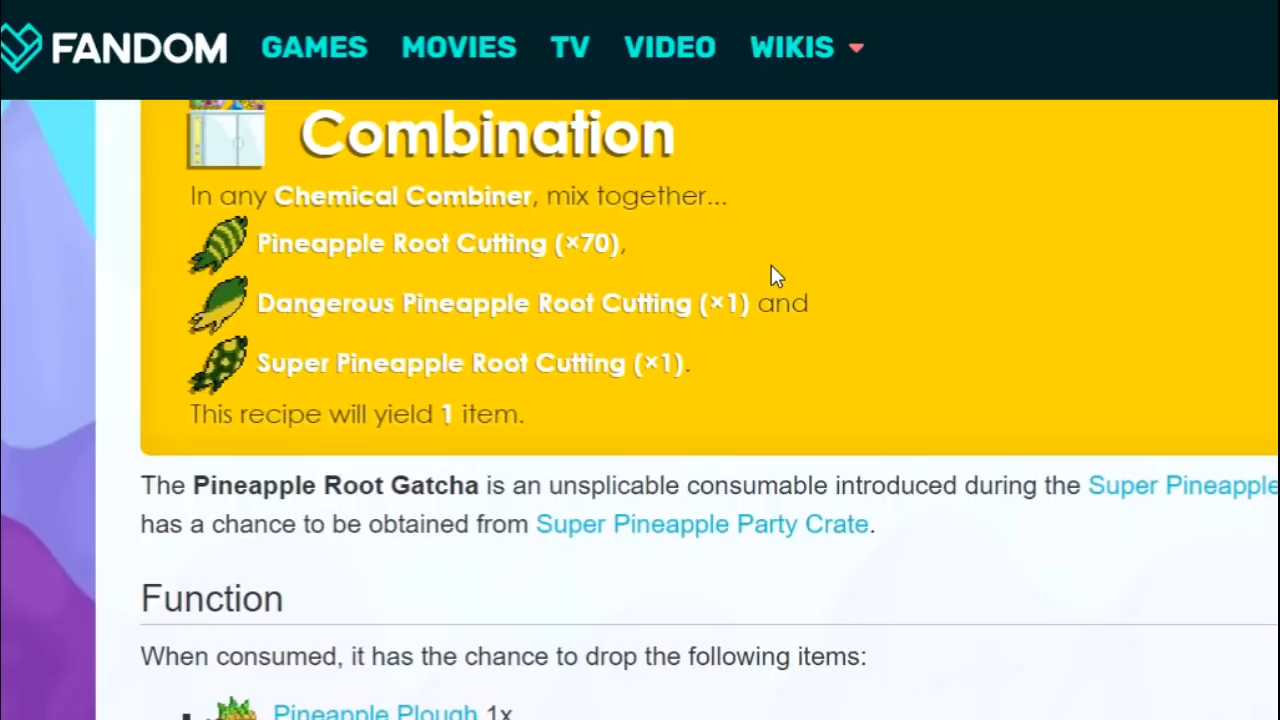 FANDOM GAMES MOVIES TV VIDEO WIKIS
Combination
In any Chemical Combiner, mix together...
Pineapple Root Cutting (×70),
Dangerous Pineapple Root Cutting (×1) and
Super Pineapple Root Cutting (×1).
This recipe will yield 1 item.
The Pineapple Root Gatcha is an unsplicable consumable introduced during the Super Pineapple
has a chance to be obtained from Super Pineapple Party Crate.
Function
When consumed, it has the chance to drop the following items:
Pineapple Plough 1x